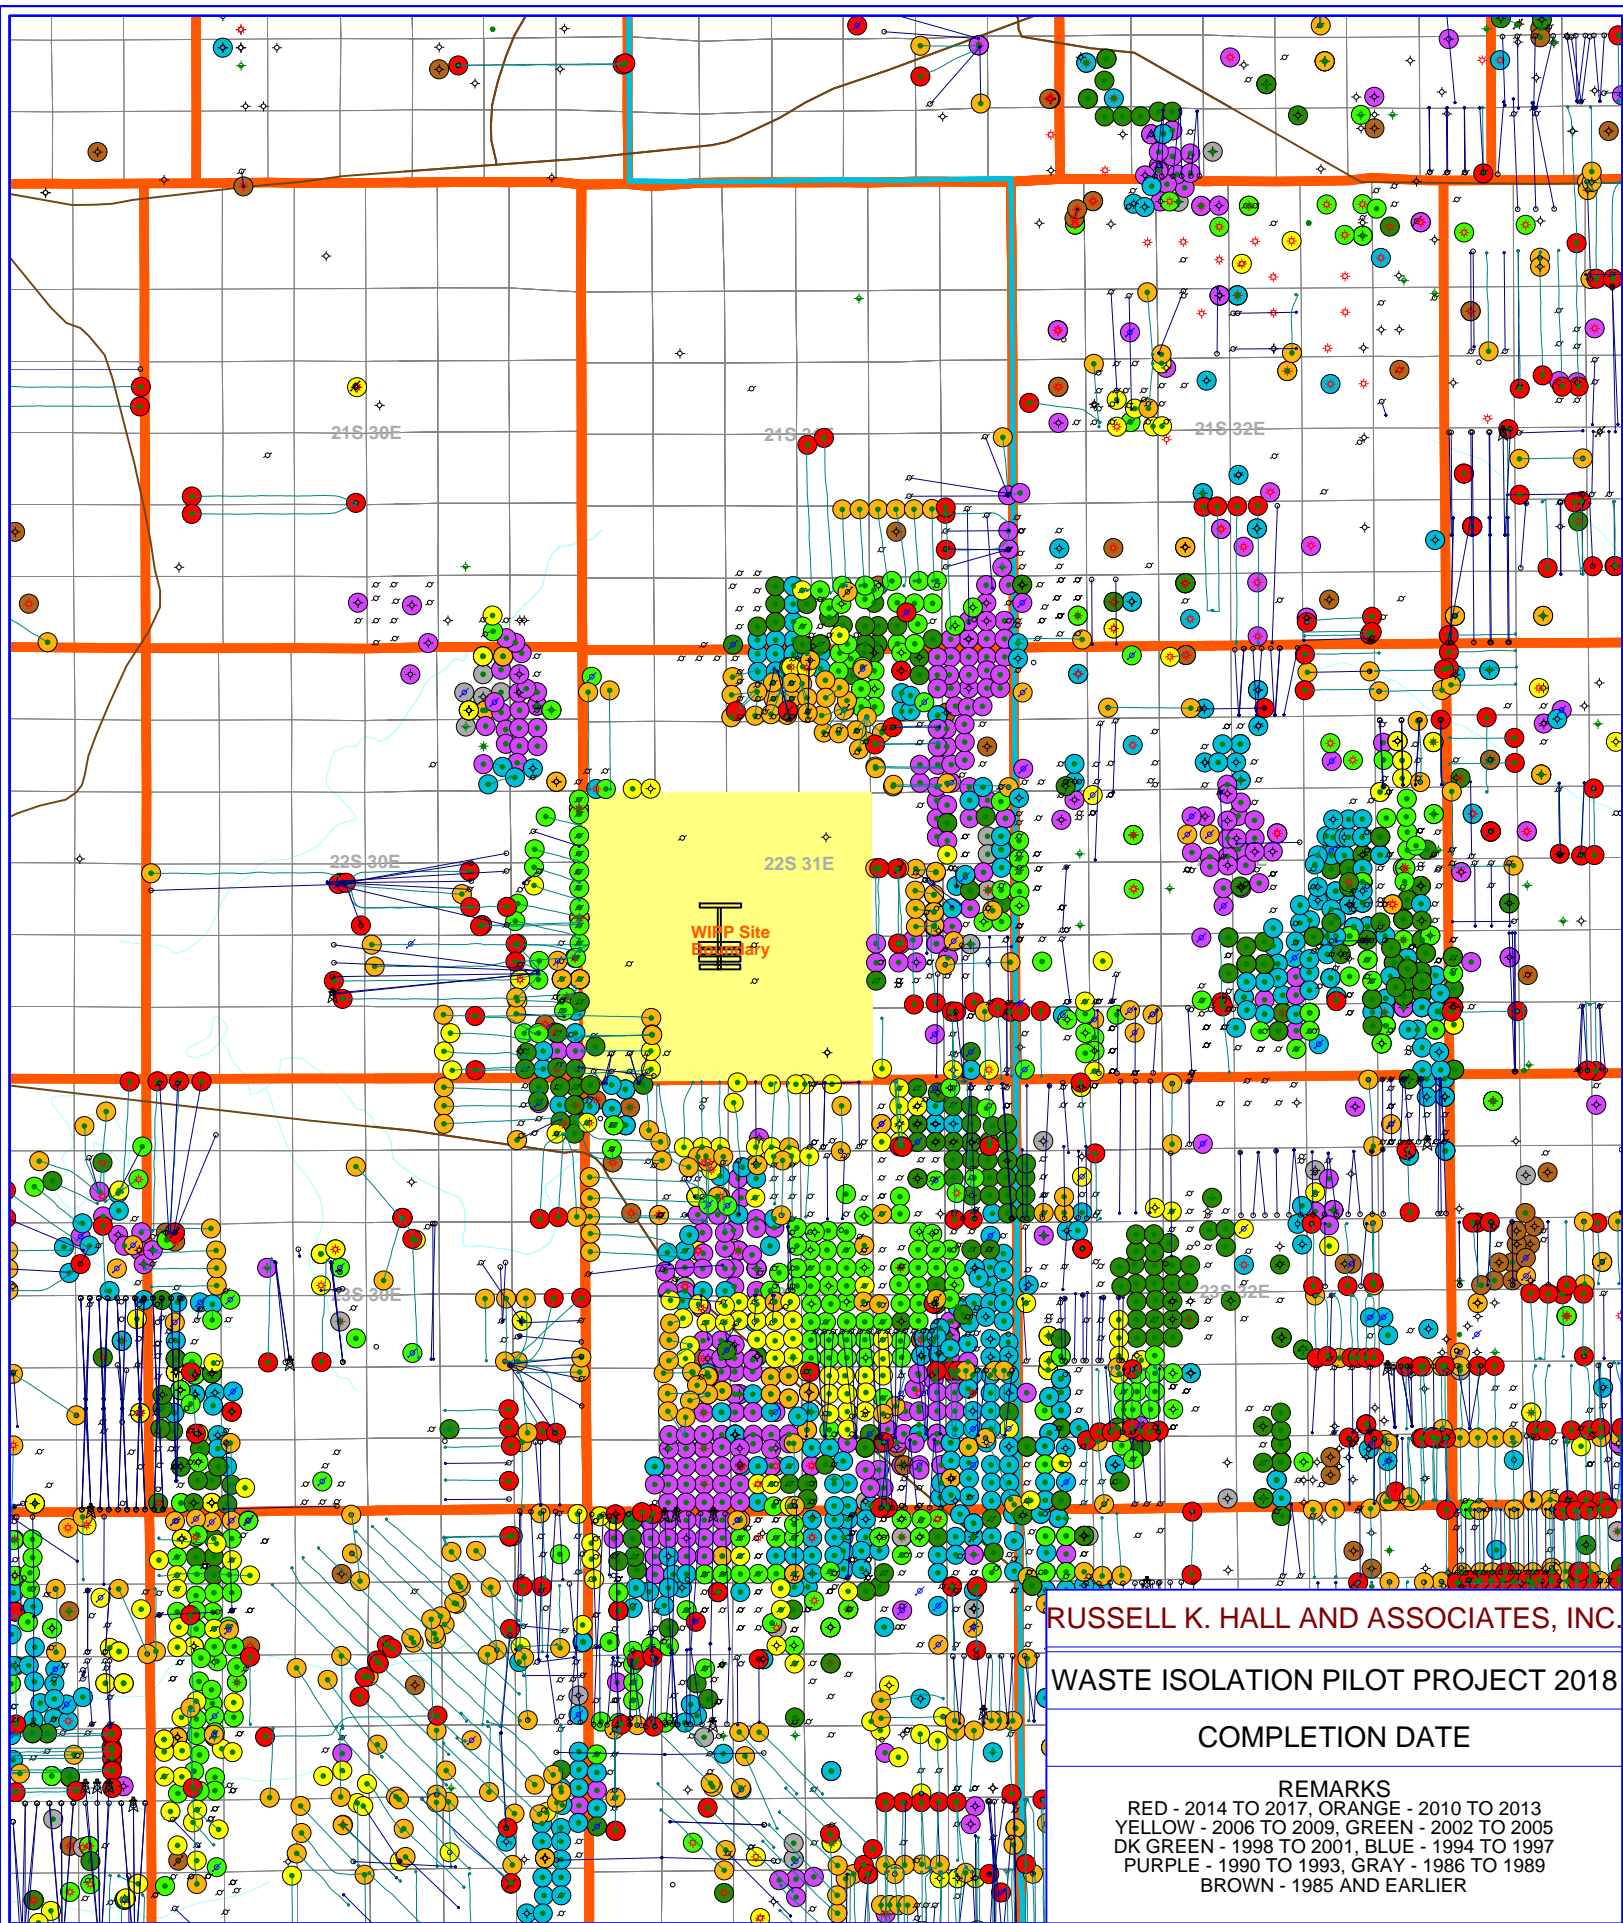 21S 30E
21S
21S 32E
22S 30E
22S 31E
WIPP Site
Boundary
23S 30E
23S 32E
RUSSELL K. HALL AND ASSOCIATES, INC.
WASTE ISOLATION PILOT PROJECT 2018
COMPLETION DATE
REMARKS
RED - 2014 TO 2017, ORANGE - 2010 TO 2013
YELLOW - 2006 TO 2009, GREEN - 2002 TO 2005
DK GREEN - 1998 TO 2001, BLUE - 1994 TO 1997
PURPLE - 1990 TO 1993, GRAY - 1986 TO 1989
BROWN - 1985 AND EARLIER